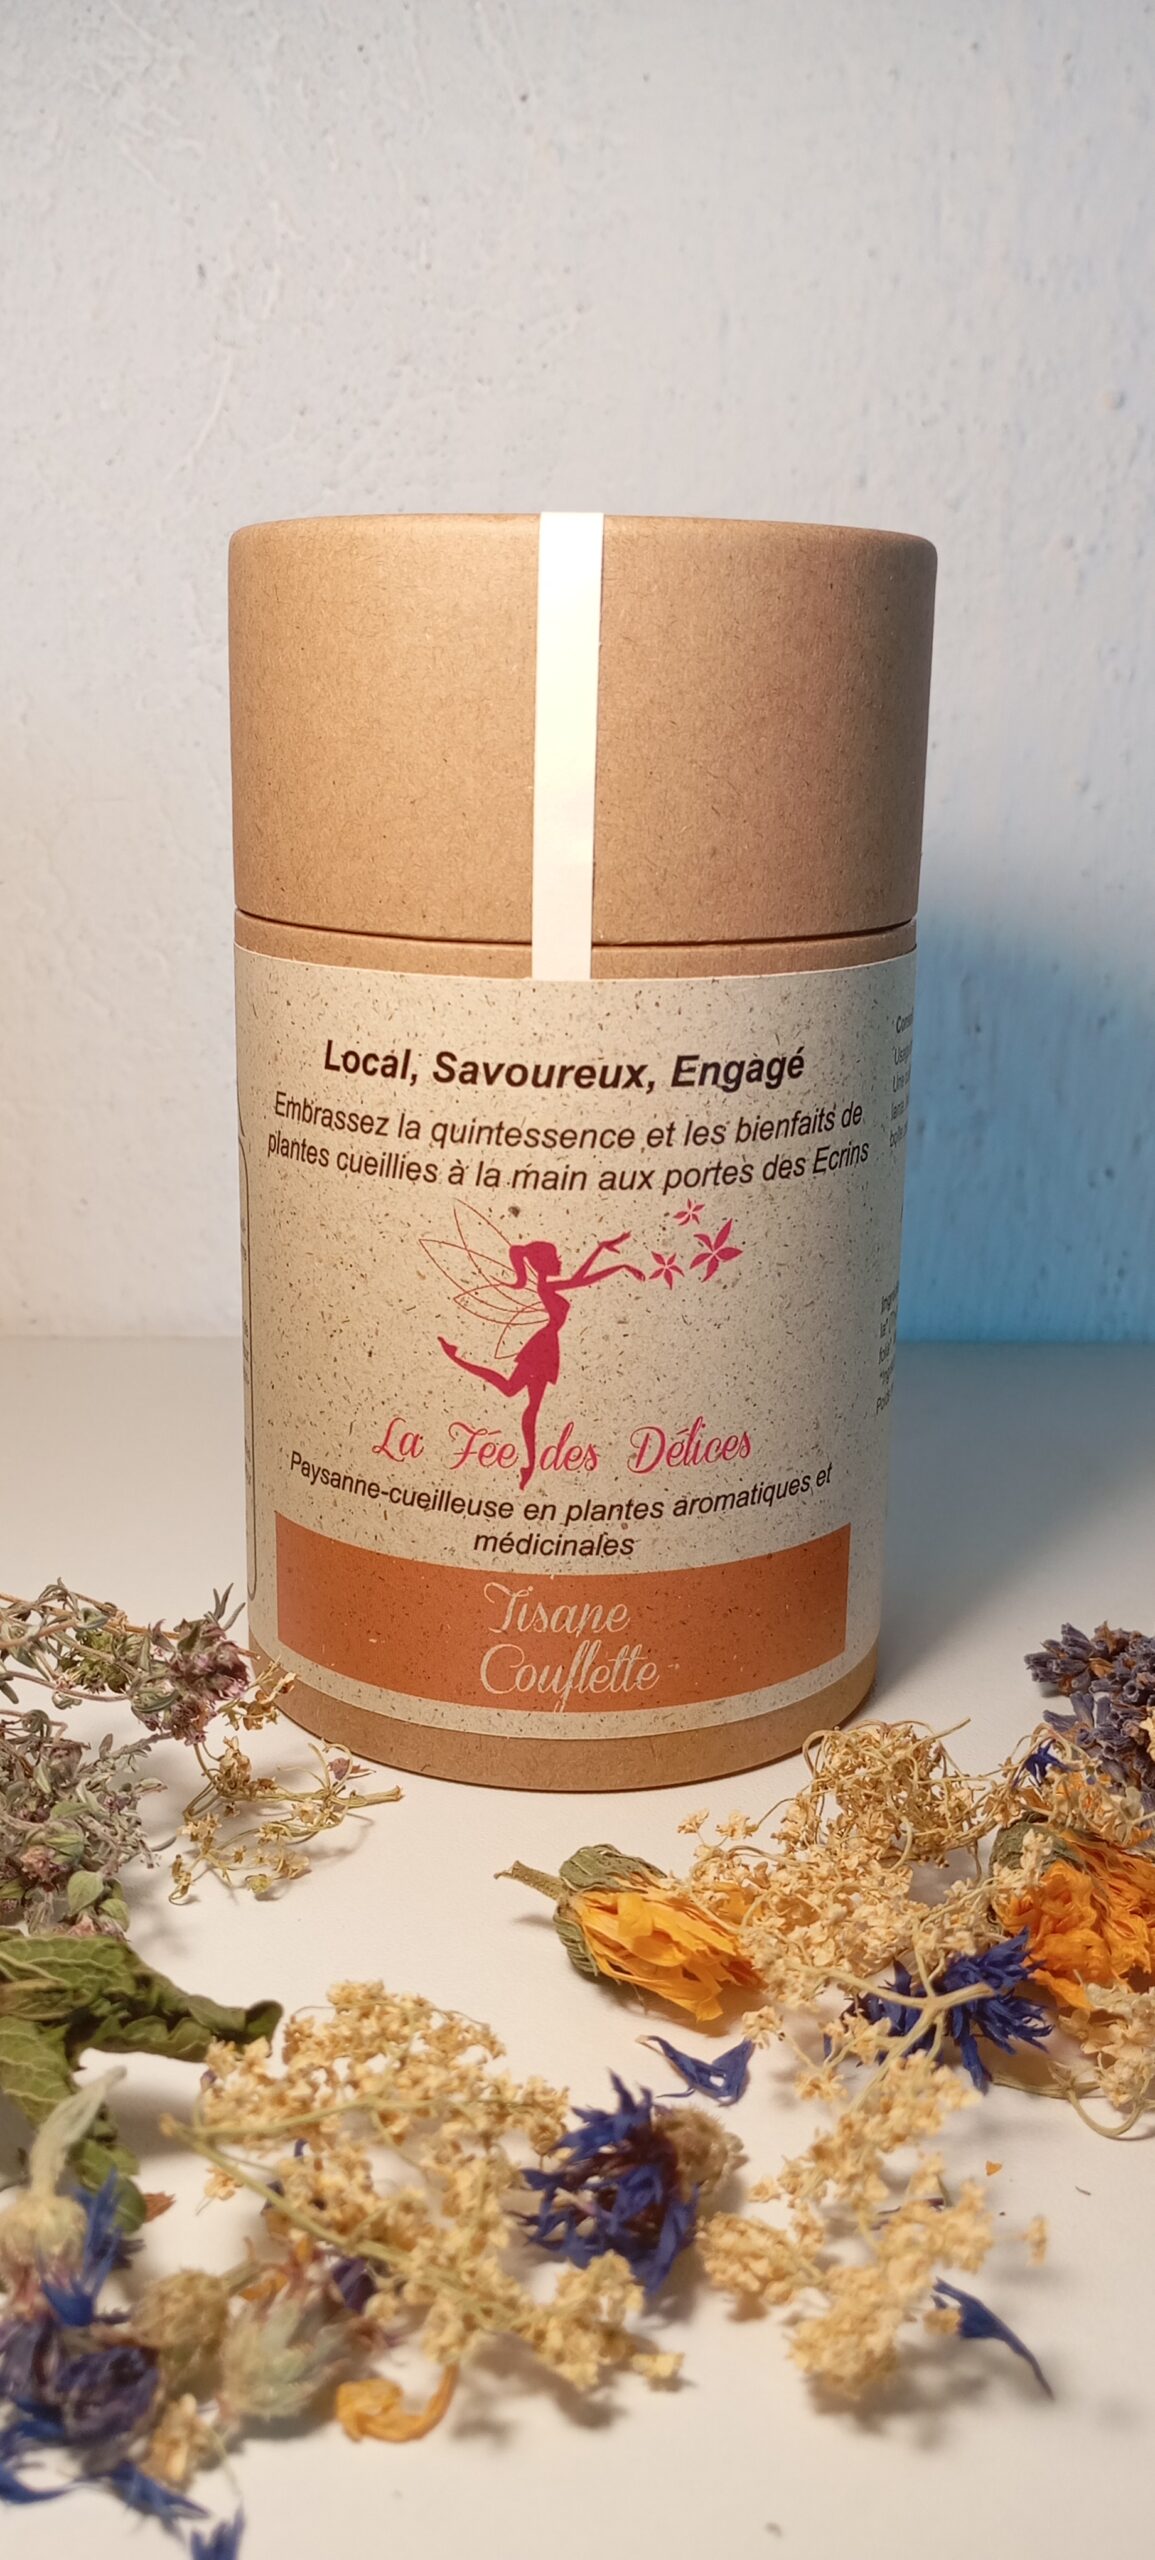 Local, Savoureux, Engagé
Embrassez la quintessence et les bienfaits de
plantes cueillies à la main aux portes des Ecrins
La Fée des Délices
Paysanne-cueilleuse en plantes aromatiques et
médicinales
Tisane
Couflette